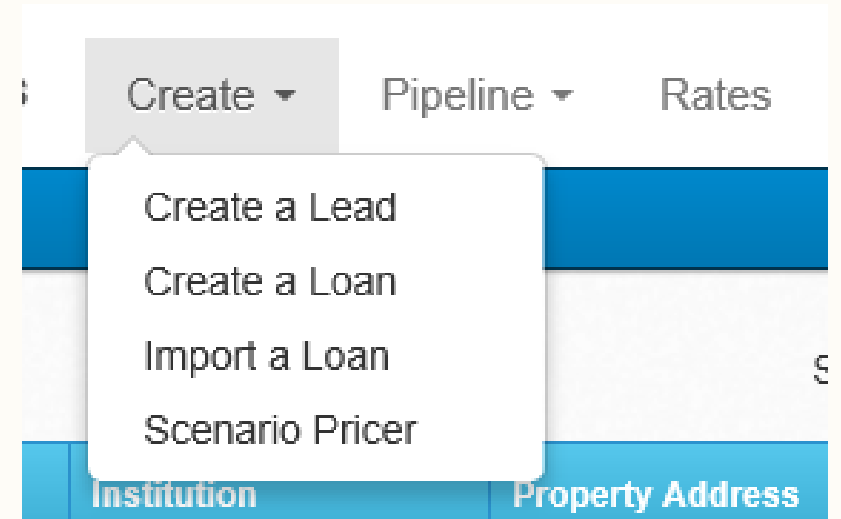 Create Pipeline Rates
Create a Lead
Create a Loan
Import a Loan
Scenario Pricer
Institution Property Address